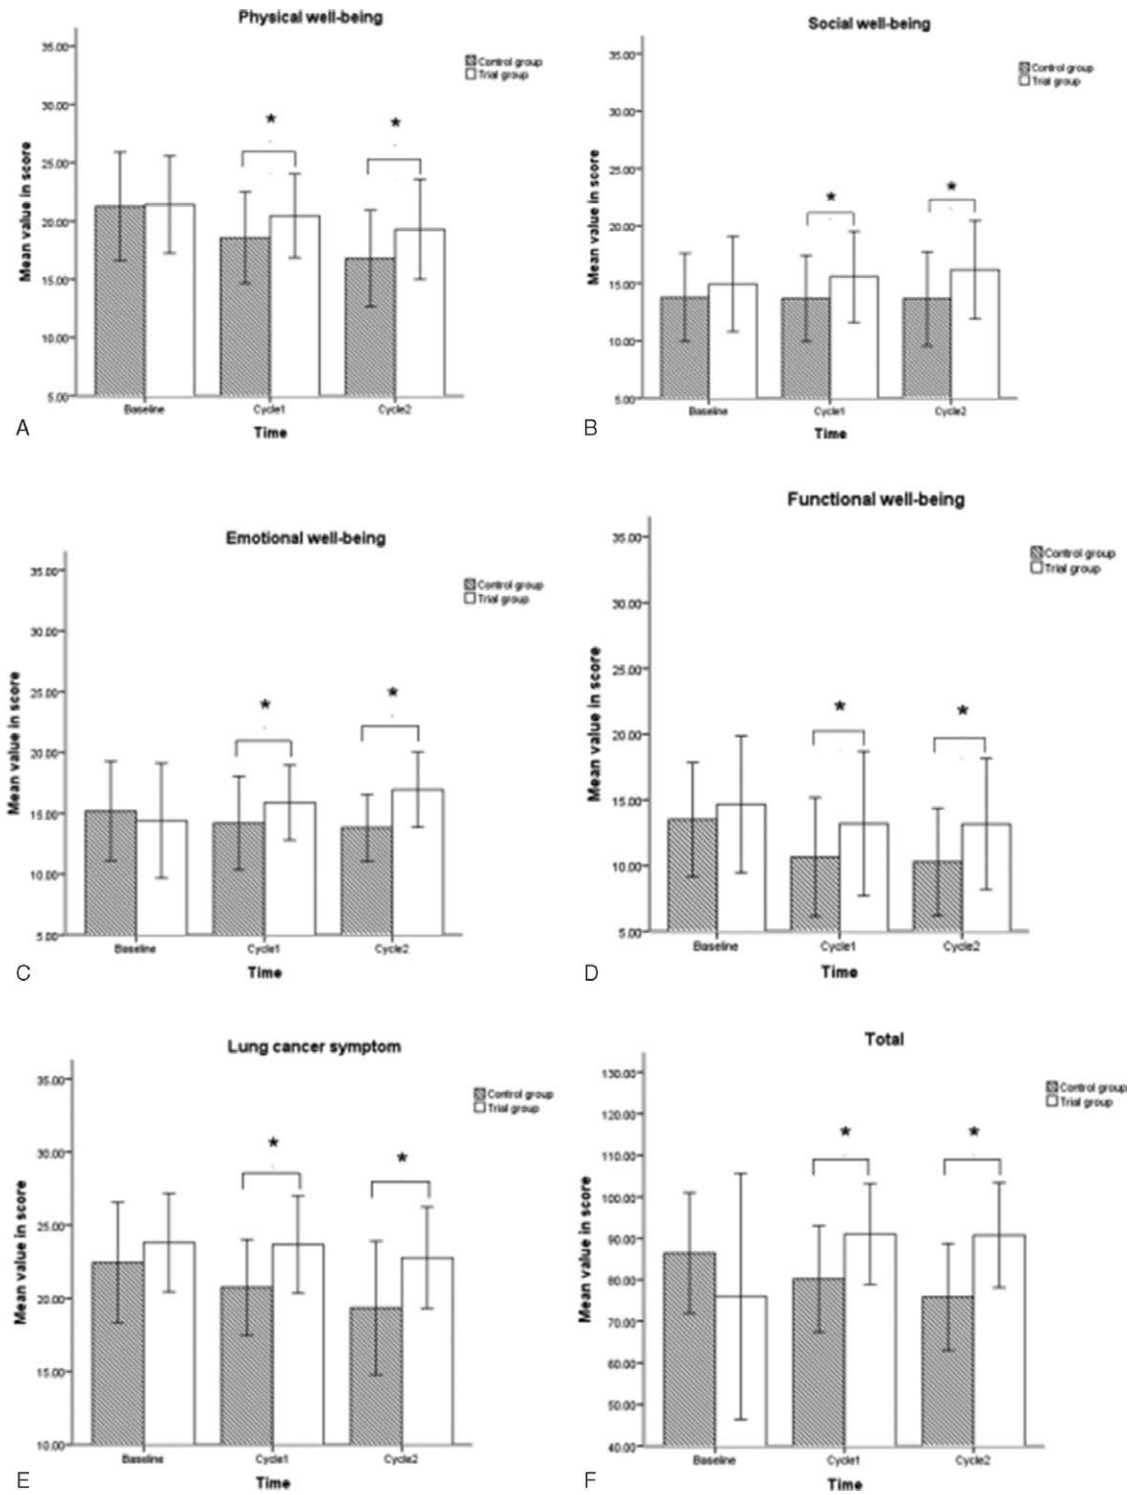 Physical well-being
Control group
Trial group
Mean value in score
35.00
30.00
25.00
20.00
15.00
10.00
5.00
*
*
Baseline
Cycle1
Cycle2
Time
A
Social well-being
Control group
Trial group
Mean value in score
35.00
30.00
25.00
20.00
15.00
10.00
5.00
*
*
Baseline
Cycle1
Cycle2
Time
B
Emotional well-being
Control group
Trial group
Mean value in score
35.00
30.00
25.00
20.00
15.00
10.00
5.00
*
*
Baseline
Cycle1
Cycle2
Time
C
Functional well-being
Control group
Trial group
Mean value in score
35.00
30.00
25.00
20.00
15.00
10.00
5.00
*
*
Baseline
Cycle1
Cycle2
Time
D
Lung cancer symptom
Control group
Trial group
Mean value in score
35.00
30.00
25.00
20.00
15.00
10.00
*
*
Baseline
Cycle1
Cycle2
Time
E
Total
Control group
Trial group
Mean value in score
130.00
120.00
110.00
100.00
90.00
80.00
70.00
60.00
50.00
40.00
*
*
Baseline
Cycle1
Cycle2
Time
F